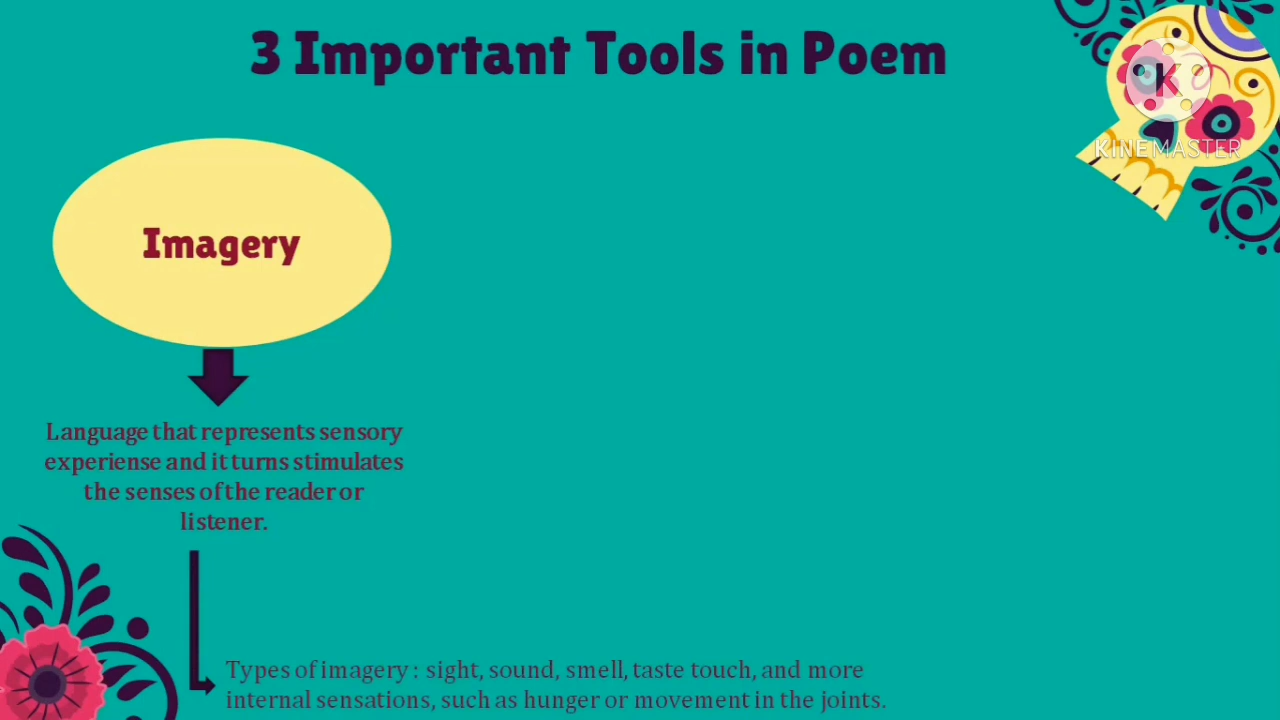 3 Important Tools in Poem
K
KINEMASTER
Imagery
Language that represents sensory
experiense and it turns stimulates
the senses of the reader or
listener.
Types of imagery : sight, sound, smell, taste touch, and more
internal sensations, such as hunger or movement in the joints.